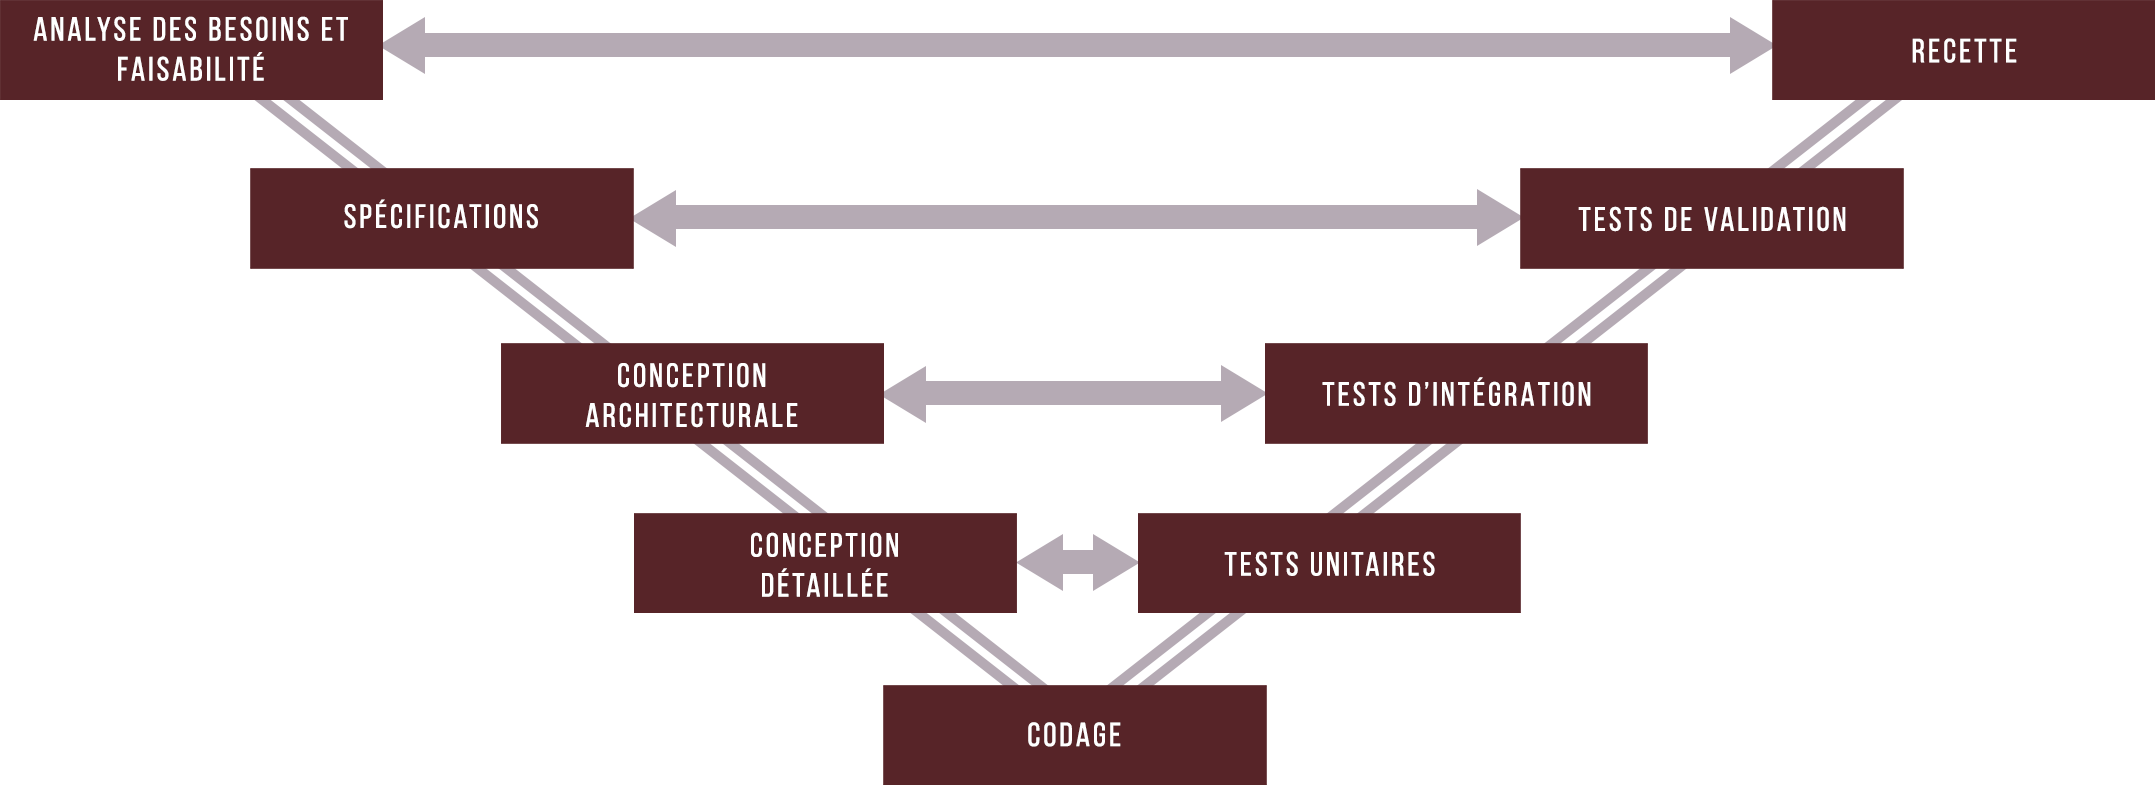 ANALYSE DES BESOINS ET
FAISABILITÉ
RECETTE
SPÉCIFICATIONS
TESTS DE VALIDATION
CONCEPTION
ARCHITECTURALE
TESTS D'INTÉGRATION
CONCEPTION
DÉTAILLÉE
TESTS UNITAIRES
CODAGE